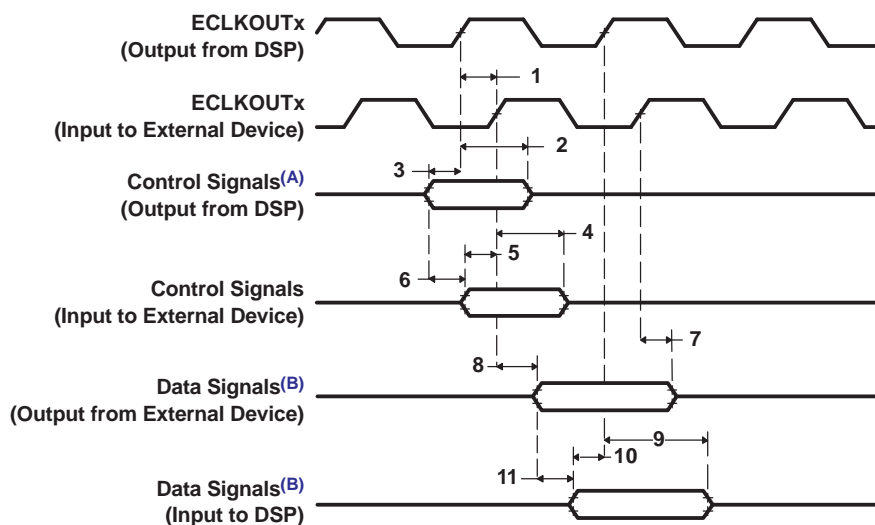 ECLKOUTx
(Output from DSP)
1
ECLKOUTx
(Input to External Device)
2
3
Control Signals(A)
(Output from DSP)
4
5
6
Control Signals
(Input to External Device)
7
8
Data Signals(B)
(Output from External Device)
9
10
11
Data Signals(B)
(Input to DSP)